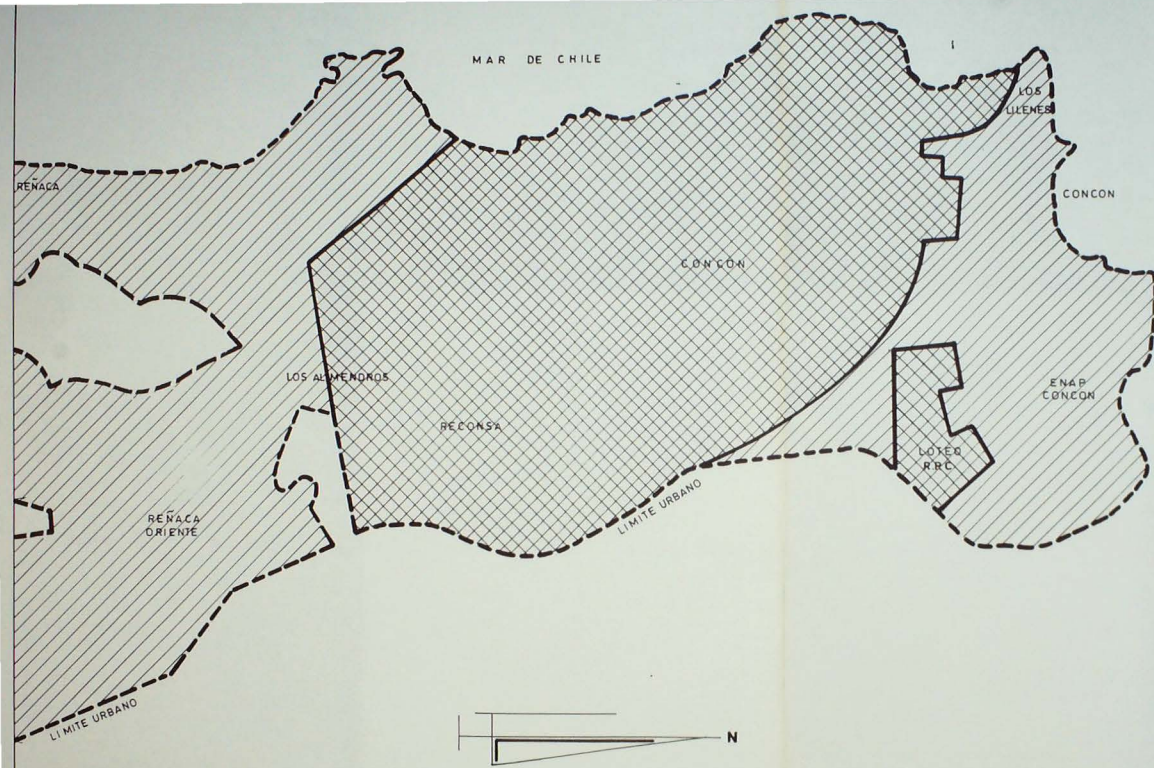 MAR DE CHILE
LOS
LILENES
REÑACA
CONCON
CONCON
LOS ALMENDROS
ENAP
CONCON
RECONSA
LOTEO
R.P.C.
LIMITE URBANO
REÑACA
ORIENTE
LIMITE URBANO
N